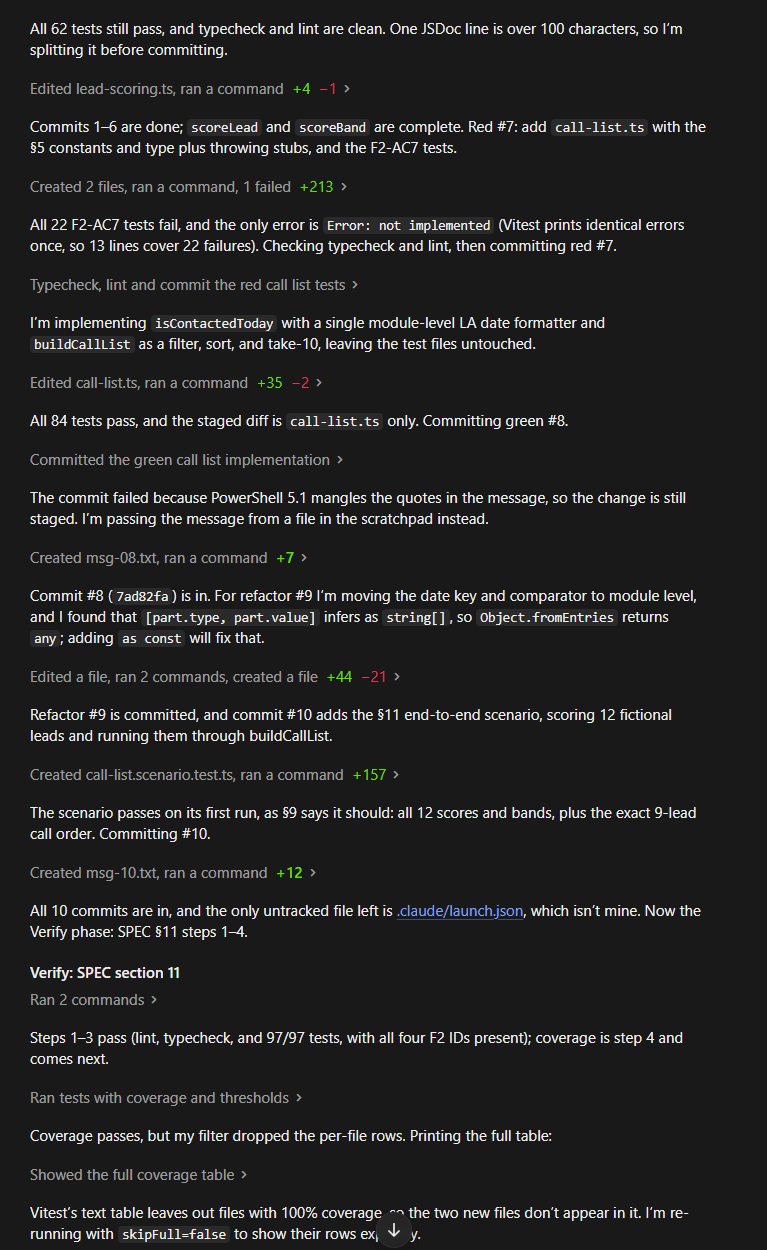 All 62 tests still pass, and typecheck and lint are clean. One JSDoc line is over 100 characters, so I'm
splitting it before committing.
Edited lead-scoring.ts, ran a command +4 −1 >
Commits 1–6 are done; scoreLead and scoreBand are complete. Red #7: add call-list.ts with the
§5 constants and type plus throwing stubs, and the F2-AC7 tests.
Created 2 files, ran a command, 1 failed +213 >
All 22 F2-AC7 tests fail, and the only error is Error: not implemented (Vitest prints identical errors
once, so 13 lines cover 22 failures). Checking typecheck and lint, then committing red #7.
Typecheck, lint and commit the red call list tests >
I'm implementing isContactedToday with a single module-level LA date formatter and
buildCallList as a filter, sort, and take-10, leaving the test files untouched.
Edited call-list.ts, ran a command +35 −2 >
All 84 tests pass, and the staged diff is call-list.ts only. Committing green #8.
Committed the green call list implementation >
The commit failed because PowerShell 5.1 mangles the quotes in the message, so the change is still
staged. I'm passing the message from a file in the scratchpad instead.
Created msg-08.txt, ran a command +7 >
Commit #8 (7ad82fa) is in. For refactor #9 I'm moving the date key and comparator to module level,
and I found that [part.type, part.value] infers as string[], so Object.fromEntries returns
any; adding as const will fix that.
Edited a file, ran 2 commands, created a file +44 −21 >
Refactor #9 is committed, and commit #10 adds the §11 end-to-end scenario, scoring 12 fictional
leads and running them through buildCallList.
Created call-list.scenario.test.ts, ran a command +157 >
The scenario passes on its first run, as §9 says it should: all 12 scores and bands, plus the exact 9-lead
call order. Committing #10.
Created msg-10.txt, ran a command +12 >
All 10 commits are in, and the only untracked file left is .claude/launch.json, which isn't mine. Now the
Verify phase: SPEC §11 steps 1–4.
Verify: SPEC section 11
Ran 2 commands >
Steps 1–3 pass (lint, typecheck, and 97/97 tests, with all four F2 IDs present); coverage is step 4 and
comes next.
Ran tests with coverage and thresholds >
Coverage passes, but my filter dropped the per-file rows. Printing the full table:
Showed the full coverage table >
Vitest's text table leaves out files with 100% coverage, so the two new files don't appear in it. I'm re-
running with skipFull=false to show their rows